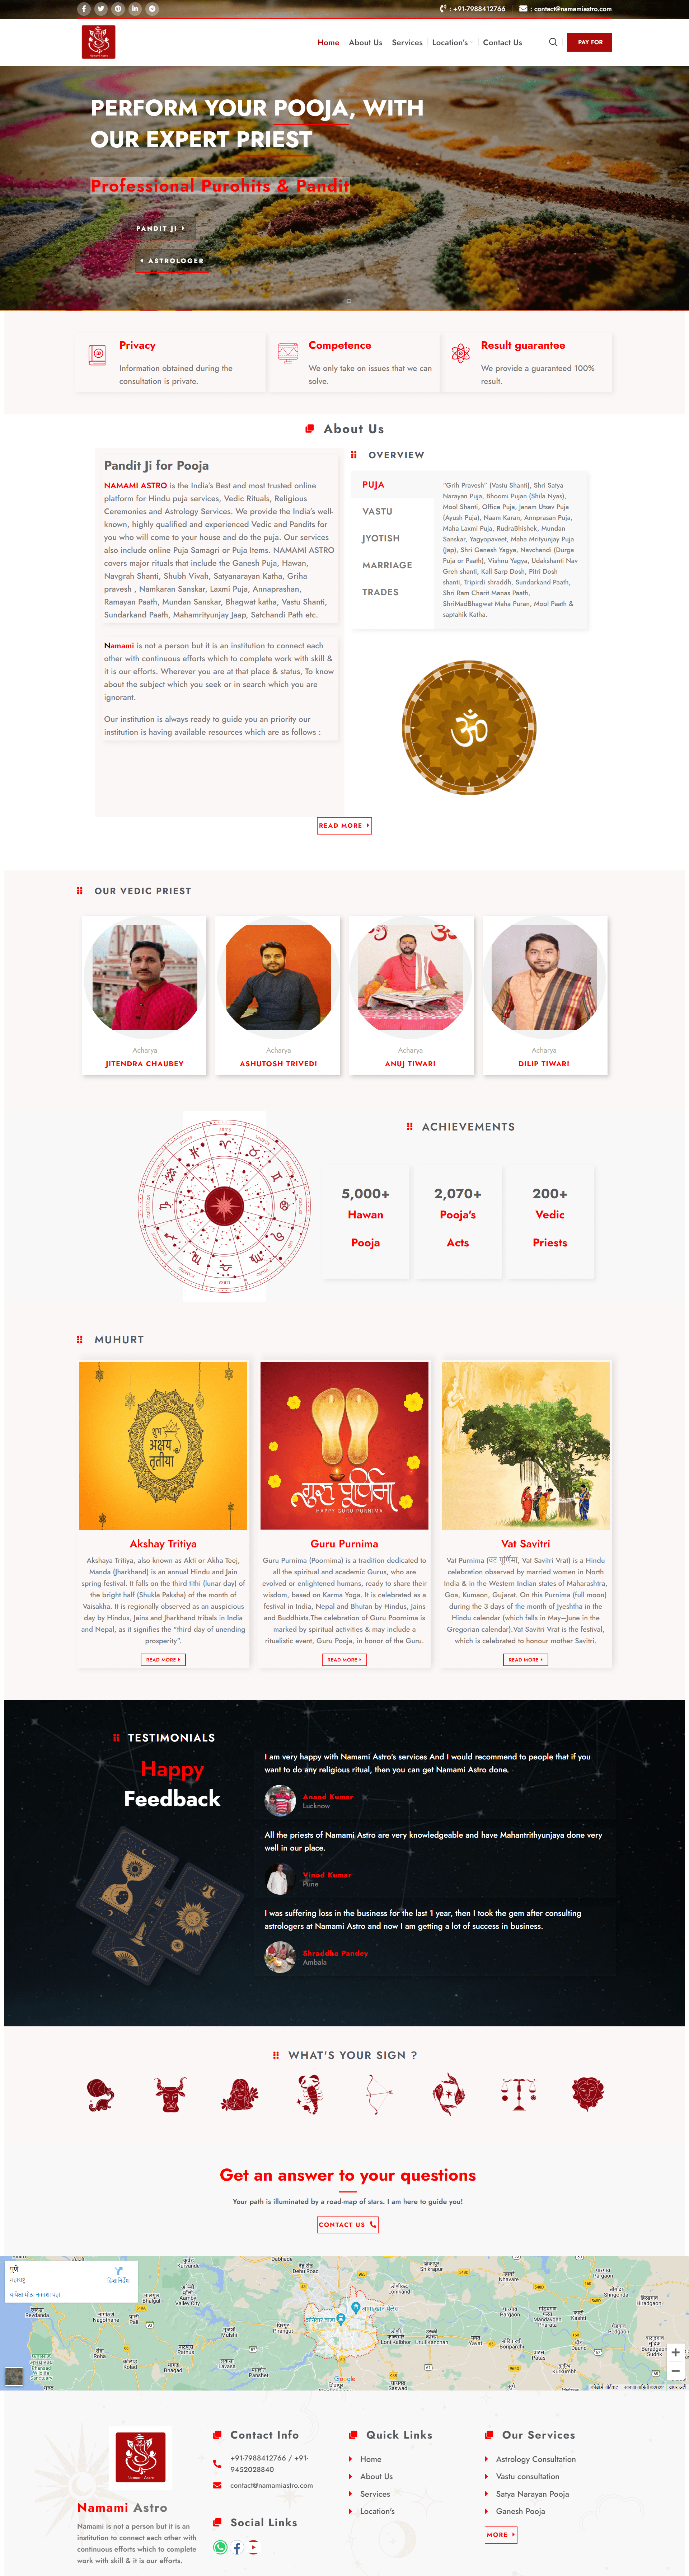 : +91-7988412766
: contact@namamiastro.com
Home
About Us
Services
Location's
Contact Us
PAY FOR
PERFORM YOUR POOJA, WITH
OUR EXPERT PRIEST
Professional Purohits & Pandit
PANDIT JI
ASTROLOGER
Privacy
Information obtained during the
consultation is private.
Competence
We only take on issues that we can
solve.
Result guarantee
We provide a guaranteed 100%
result.
About Us
Pandit Ji for Pooja
NAMAMI ASTRO is the India's Best and most trusted online
platform for Hindu puja services, Vedic Rituals, Religious
Ceremonies and Astrology Services. We provide the India's well-
known, highly qualified and experienced Vedic and Pandits for
you who will come to your house and do the puja. Our services
also include online Puja Samagri or Puja Items. NAMAMI ASTRO
covers major rituals that include the Ganesh Puja, Hawan,
Navgrah Shanti, Shubh Vivah, Satyanarayan Katha, Griha
pravesh , Namkaran Sanskar, Laxmi Puja, Annaprashan,
Ramayan Paath, Mundan Sanskar, Bhagwat katha, Vastu Shanti,
Sundarkand Paath, Mahamrityunjay Jaap, Satchandi Path etc.
Namami is not a person but it is an institution to connect each
other with continuous efforts which to complete work with skill &
it is our efforts. Wherever you are at that place & status, To know
about the subject which you seek or in search which you are
ignorant.
Our institution is always ready to guide you an priority our
institution is having available resources which are as follows :
OVERVIEW
PUJA
VASTU
JYOTISH
MARRIAGE
TRADES
"Grih Pravesh" (Vastu Shanti), Shri Satya
Narayan Puja, Bhoomi Pujan (Shila Nyas),
Mool Shanti, Office Puja, Janam Utsav Puja
(Ayush Puja), Naam Karan, Annprasan Puja,
Maha Laxmi Puja, RudraBhishek, Mundan
Sanskar, Yagyopaveet, Maha Mrityunjay Puja
(Jap), Shri Ganesh Yagya, Navchandi (Durga
Puja or Paath), Vishnu Yagya, Udakshanti Nav
Greh shanti, Kall Sarp Dosh, Pitri Dosh
shanti, Tripirdi shraddh, Sundarkand Paath,
Shri Ram Charit Manas Paath,
ShriMadBhagwat Maha Puran, Mool Paath &
saptahik Katha.
ॐ
READ MORE
OUR VEDIC PRIEST
Acharya
JITENDRA CHAUBEY
Acharya
ASHUTOSH TRIVEDI
Acharya
ANUJ TIWARI
Acharya
DILIP TIWARI
ACHIEVEMENTS
5,000+
Hawan
Pooja
2,070+
Pooja's
Acts
200+
Vedic
Priests
MUHURT
शुभ
अक्षय
तृतीया
Akshay Tritiya
Akshaya Tritiya, also known as Akti or Akha Teej,
Manda (Jharkhand) is an annual Hindu and Jain
spring festival. It falls on the third tithi (lunar day) of
the bright half (Shukla Paksha) of the month of
Vaisakha. It is regionally observed as an auspicious
day by Hindus, Jains and Jharkhand tribals in India
and Nepal, as it signifies the "third day of unending
prosperity".
READ MORE
गुरु पूर्णिमा
HAPPY GURU PURNIMA
Guru Purnima
Guru Purnima (Poornima) is a tradition dedicated to
all the spiritual and academic Gurus, who are
evolved or enlightened humans, ready to share their
wisdom, based on Karma Yoga. It is celebrated as a
festival in India, Nepal and Bhutan by Hindus, Jains
and Buddhists.The celebration of Guru Poornima is
marked by spiritual activities & may include a
ritualistic event, Guru Pooja, in honor of the Guru.
READ MORE
Vat Savitri
Vat Purnima (वट पूर्णिमा, Vat Savitri Vrat) is a Hindu
celebration observed by married women in North
India & in the Western Indian states of Maharashtra,
Goa, Kumaon, Gujarat. On this Purnima (full moon)
during the 3 days of the month of Jyeshtha in the
Hindu calendar (which falls in May–June in the
Gregorian calendar).Vat Savitri Vrat is the festival,
which is celebrated to honour mother Savitri.
READ MORE
TESTIMONIALS
Happy
Feedback
I am very happy with Namami Astro's services And I would recommend to people that if you
want to do any religious ritual, then you can get Namami Astro done.
Anand Kumar
Lucknow
All the priests of Namami Astro are very knowledgeable and have Mahantrithyunjaya done very
well in our place.
Vinod Kumar
Pune
I was suffering loss in the business for the last 1 year, then I took the gem after consulting
astrologers at Namami Astro and now I am getting a lot of success in business.
Shraddha Pandey
Ambala
WHAT'S YOUR SIGN ?
Get an answer to your questions
Your path is illuminated by a road-map of stars. I am here to guide you!
CONTACT US
पुणे
महाराष्ट्र
Google
Namami Astro
Namami Astro
Namami is not a person but it is an
institution to connect each other with
continuous efforts which to complete
work with skill & it is our efforts.
Contact Info
+91-7988412766 / +91-
9452028840
contact@namamiastro.com
Social Links
Quick Links
Home
About Us
Services
Location's
Our Services
Astrology Consultation
Vastu consultation
Satya Narayan Pooja
Ganesh Pooja
MORE